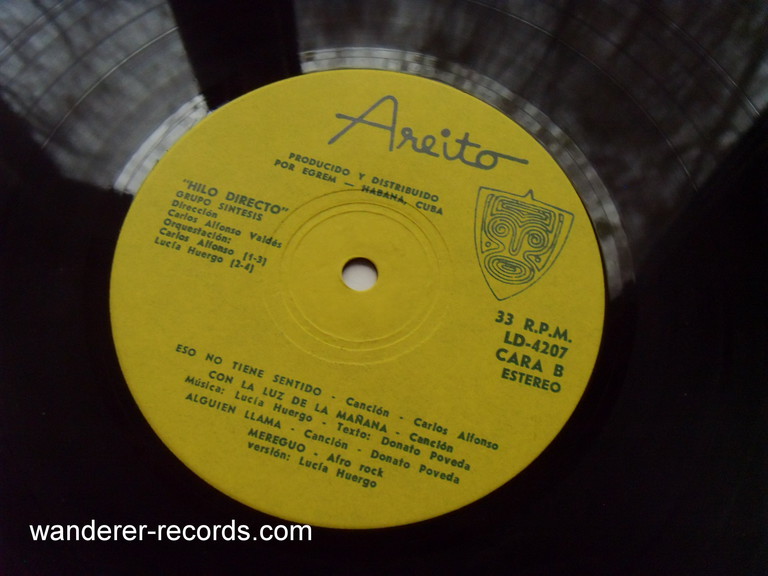 Areito
PRODUCIDO Y DISTRIBUIDO
POR EGREM — HABANA, CUBA
"HILO DIRECTO"
GRUPO SINTESIS
Dirección
Carlos Alfonso Valdés
Orquestación:
Carlos Alfonso [1-3]
Lucía Huergo [2-4]
33 R.P.M.
LD-4207
CARA B
ESTEREO
ESO NO TIENE SENTIDO - Canción - Carlos Alfonso
CON LA LUZ DE LA MAÑANA - Canción
Música: Lucía Huergo - Texto: Donato Poveda
ALGUIEN LLAMA - Canción - Donato Poveda
MEREGUO - Afro rock
versión: Lucía Huergo
wanderer-records.com